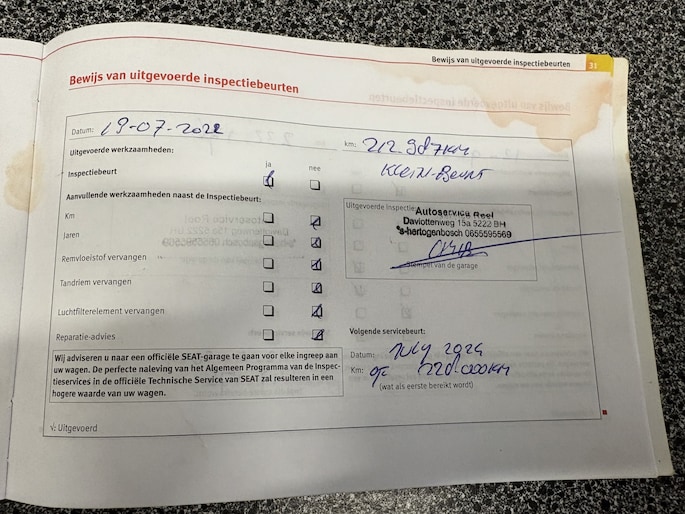 Bewijs van uitgevoerde inspectiebeurten 31
Bewijs van uitgevoerde inspectiebeurten
Datum: 19-07-2022 km: 212 987KM
Uitgevoerde werkzaamheden: KLEIN-Beurt
ja nee
Inspectiebeurt
Aanvullende werkzaamheden naast de Inspectiebeurt:
Km
Jaren
Remvloeistof vervangen
Tandriem vervangen
Luchtfilterelement vervangen
Reparatie-advies
Uitgevoerde Inspectie:
Autoservice Reel
Daviottenweg 15a 5222 BH
's-hertogenbosch 0655595569
Stempel van de garage
Volgende servicebeurt:
Datum: July 2024
Km: of 220.000KM
(wat als eerste bereikt wordt)
Wij adviseren u naar een officiële SEAT-garage te gaan voor elke ingreep aan
uw wagen. De perfecte naleving van het Algemeen Programma van de Inspec-
tieservices in de officiële Technische Service van SEAT zal resulteren in een
hogere waarde van uw wagen.
√: Uitgevoerd